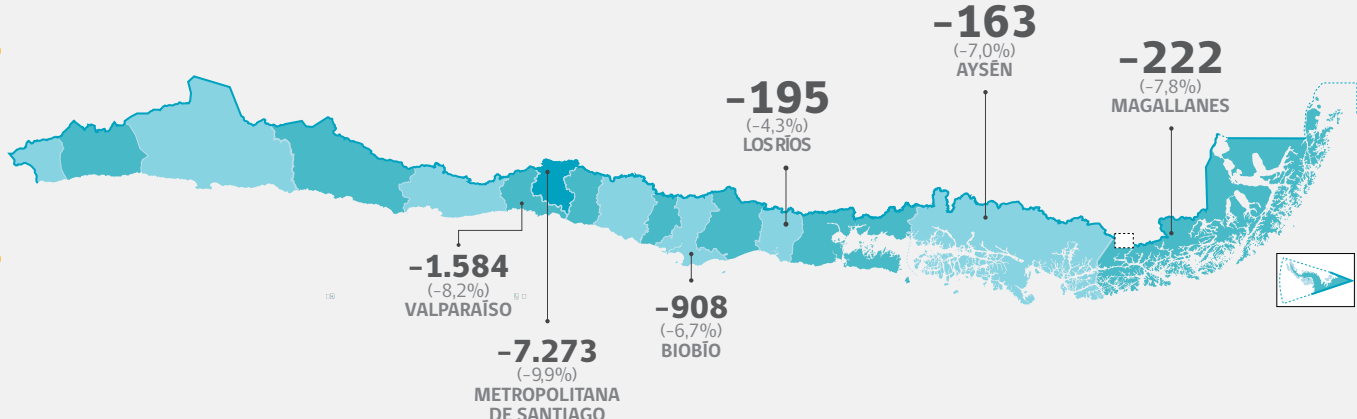 -163
(-7,0%)
AYSÉN
-222
(-7,8%)
MAGALLANES
-195
(-4,3%)
LOS RÍOS
-1.584
(-8,2%)
VALPARAÍSO
-908
(-6,7%)
BIOBÍO
-7.273
(-9,9%)
METROPOLITANA
DE SANTIAGO